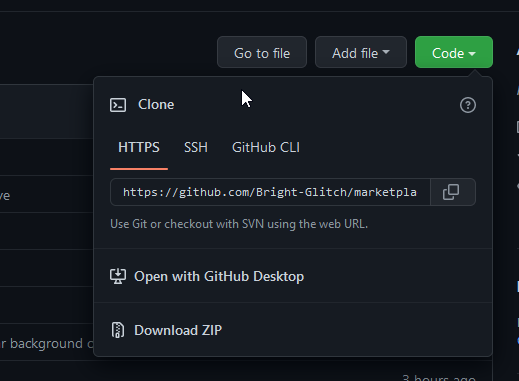 Go to file Add file Code
Clone
HTTPS SSH GitHub CLI
https://github.com/Bright-Glitch/marketpla
Use Git or checkout with SVN using the web URL.
Open with GitHub Desktop
Download ZIP
r background c
3 hours ago